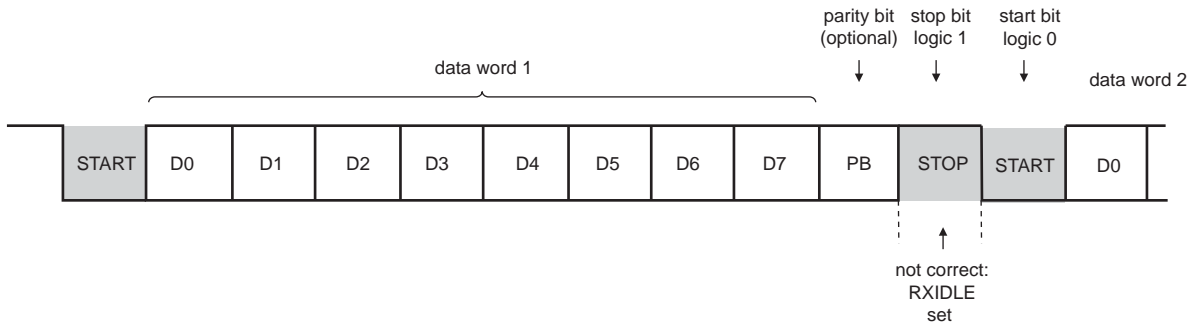 parity bit
(optional)
stop bit
logic 1
start bit
logic 0
data word 1
data word 2
START D0 D1 D2 D3 D4 D5 D6 D7 PB STOP START D0
not correct:
RXIDLE
set